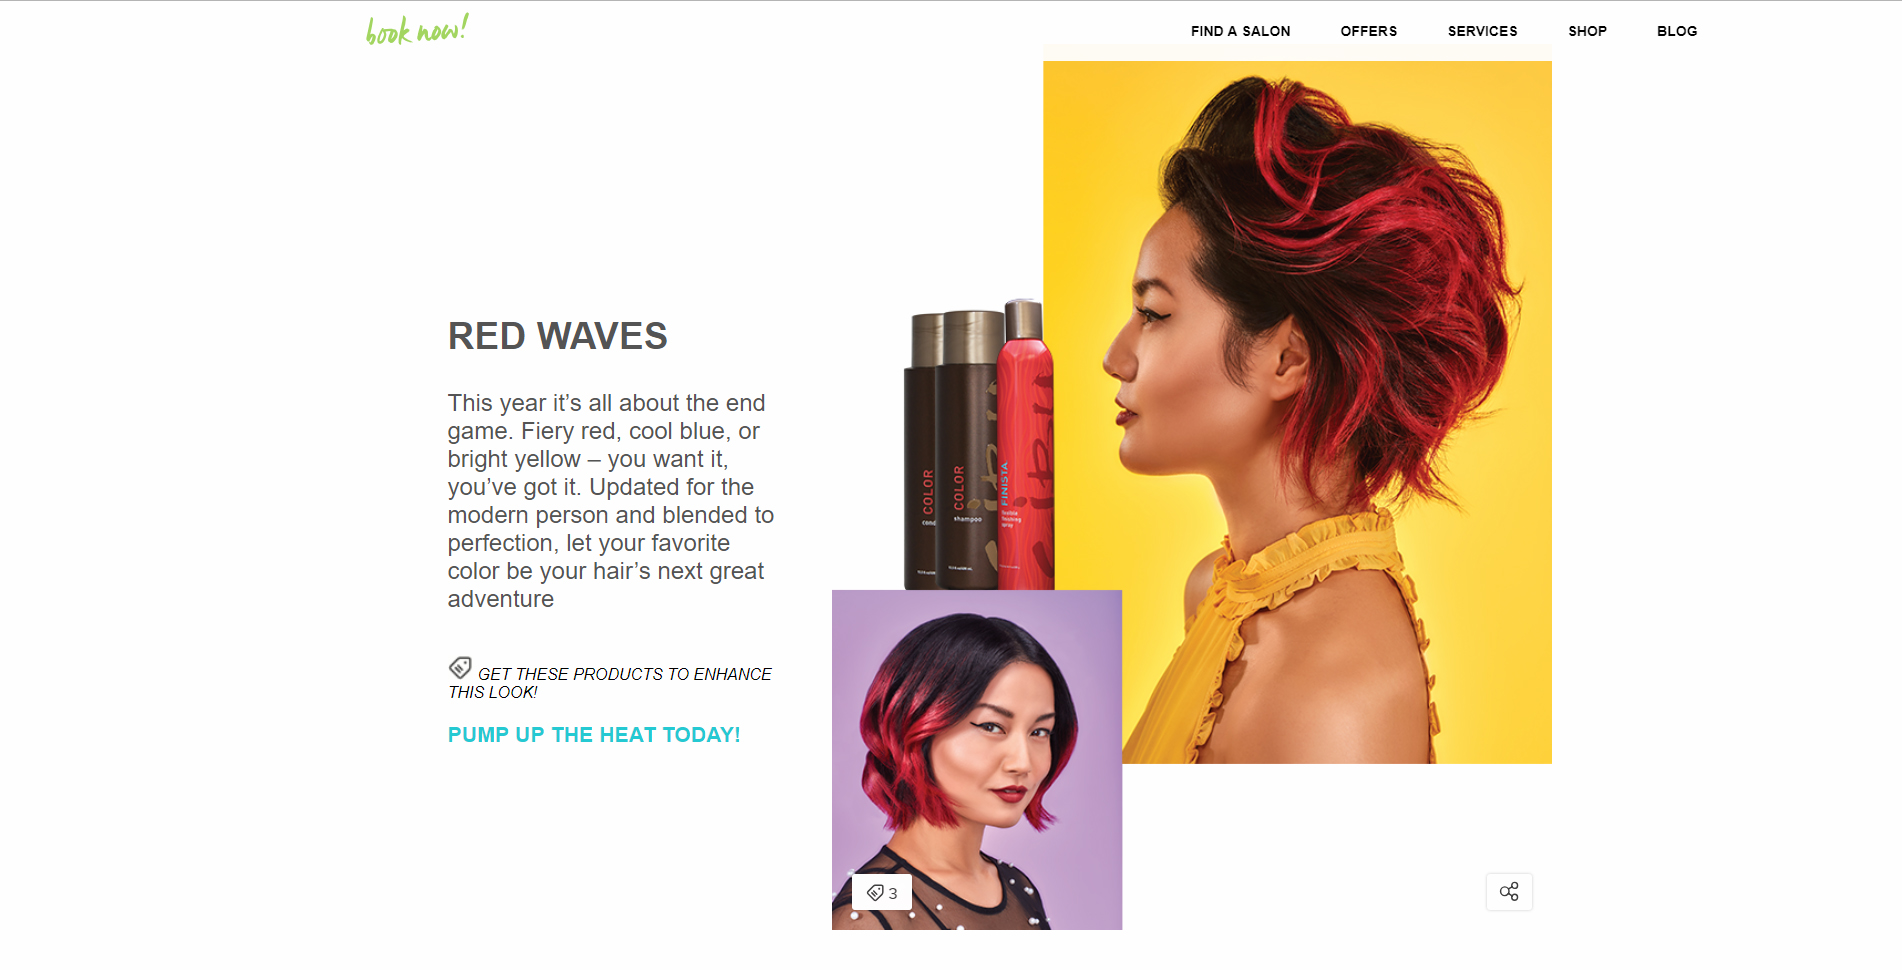 book now!
FIND A SALON
OFFERS
SERVICES
SHOP
BLOG
RED WAVES
This year it’s all about the end
game. Fiery red, cool blue, or
bright yellow – you want it,
you’ve got it. Updated for the
modern person and blended to
perfection, let your favorite
color be your hair’s next great
adventure
GET THESE PRODUCTS TO ENHANCE
THIS LOOK!
PUMP UP THE HEAT TODAY!
COLOR
cond
COLOR
shampoo
FINISTA
flexible
finishing
spray
3